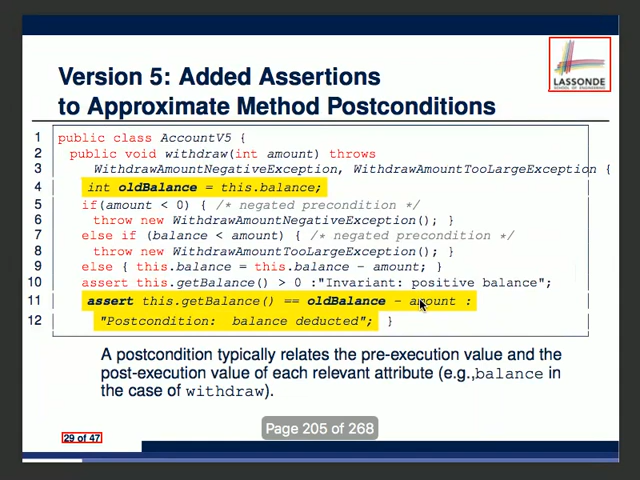 Version 5: Added Assertions
to Approximate Method Postconditions
LASSONDE
SCHOOL OF ENGINEERING
1 public class AccountV5 {
2 public void withdraw(int amount) throws
3 WithdrawAmountNegativeException, WithdrawAmountTooLargeException {
4 int oldBalance = this.balance;
5 if(amount < 0) { /* negated precondition */
6 throw new WithdrawAmountNegativeException(); }
7 else if (balance < amount) { /* negated precondition */
8 throw new WithdrawAmountTooLargeException(); }
9 else { this.balance = this.balance - amount; }
10 assert this.getBalance() > 0 :"Invariant: positive balance";
11 assert this.getBalance() == oldBalance - amount :
12 "Postcondition: balance deducted"; }
A postcondition typically relates the pre-execution value and the
post-execution value of each relevant attribute (e.g.,balance in
the case of withdraw).
Page 205 of 268
29 of 47